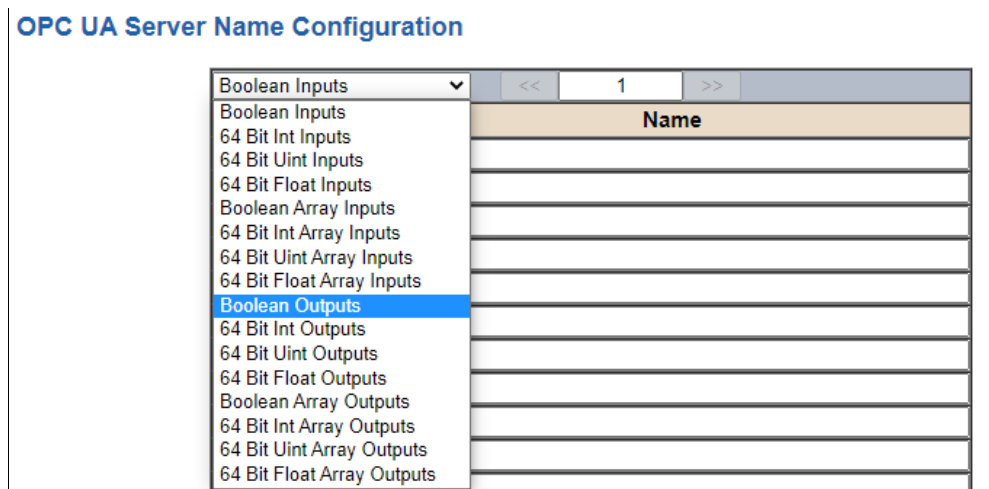 OPC UA Server Name Configuration
Boolean Inputs << 1 >>
Name
Boolean Inputs
64 Bit Int Inputs
64 Bit Uint Inputs
64 Bit Float Inputs
Boolean Array Inputs
64 Bit Int Array Inputs
64 Bit Uint Array Inputs
64 Bit Float Array Inputs
Boolean Outputs
64 Bit Int Outputs
64 Bit Uint Outputs
64 Bit Float Outputs
Boolean Array Outputs
64 Bit Int Array Outputs
64 Bit Uint Array Outputs
64 Bit Float Array Outputs